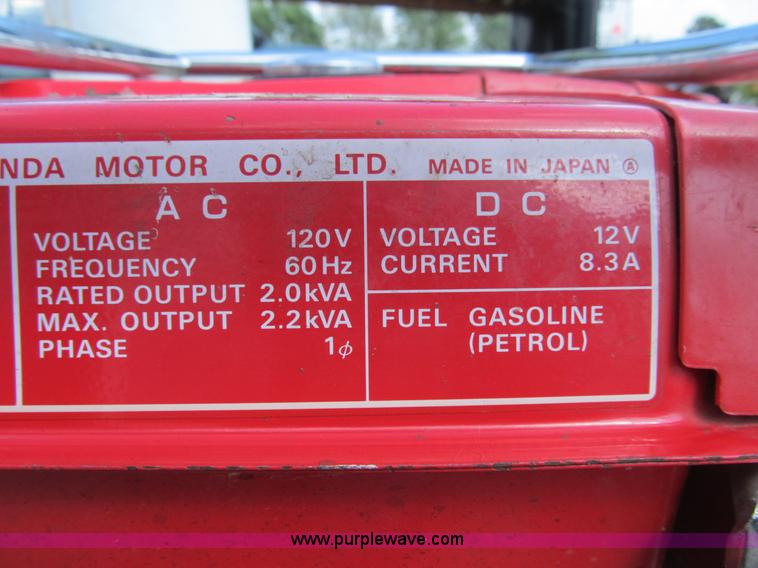 NDA MOTOR CO., LTD. MADE IN JAPAN Ⓐ
A C
VOLTAGE 120V
FREQUENCY 60Hz
RATED OUTPUT 2.0kVA
MAX. OUTPUT 2.2kVA
PHASE 1ϕ
D C
VOLTAGE 12V
CURRENT 8.3A
FUEL GASOLINE
(PETROL)
www.purplewave.com